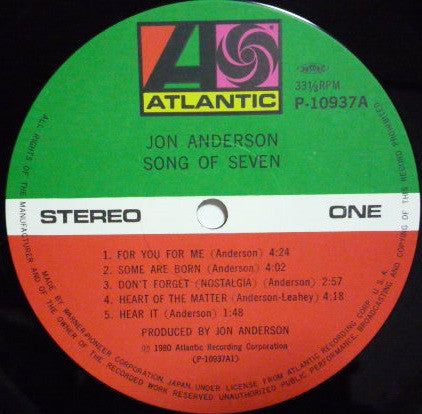 ATLANTIC
33⅓RPM
P-10937A
JON ANDERSON
SONG OF SEVEN
STEREO ONE
1. FOR YOU FOR ME (Anderson) 4:24
2. SOME ARE BORN (Anderson) 4:02
3. DON'T FORGET (NOSTALGIA) (Anderson) 2:57
4. HEART OF THE MATTER (Anderson-Leahey) 4:18
5. HEAR IT (Anderson) 1:48
PRODUCED BY JON ANDERSON
℗ 1980 Atlantic Recording Corporation
(P-10937A1)
ALL RIGHTS OF THE MANUFACTURER AND OF THE OWNER OF THE RECORDED WORK RESERVED UNAUTHORIZED PUBLIC PERFORMANCE, BROADCASTING AND COPYING OF THIS RECORD PROHIBITED
MADE BY WARNER-PIONEER CORPORATION, JAPAN, UNDER LICENSE FROM ATLANTIC RECORDING CORP. U.S.A.